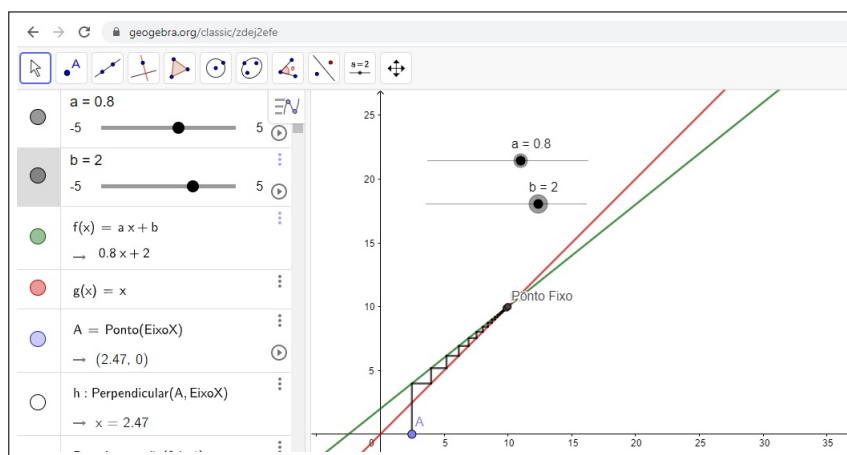 geogebra.org/classic/zdej2efe
A
a=2
a = 0.8
-5
5
b = 2
-5
5
f(x) = a x + b
→ 0.8 x + 2
g(x) = x
A = Ponto(EixoX)
→ (2.47, 0)
h : Perpendicular(A, EixoX)
→ x = 2.47
25
20
15
10
5
0
5
10
15
20
25
30
35
a = 0.8
b = 2
Ponto Fixo
A